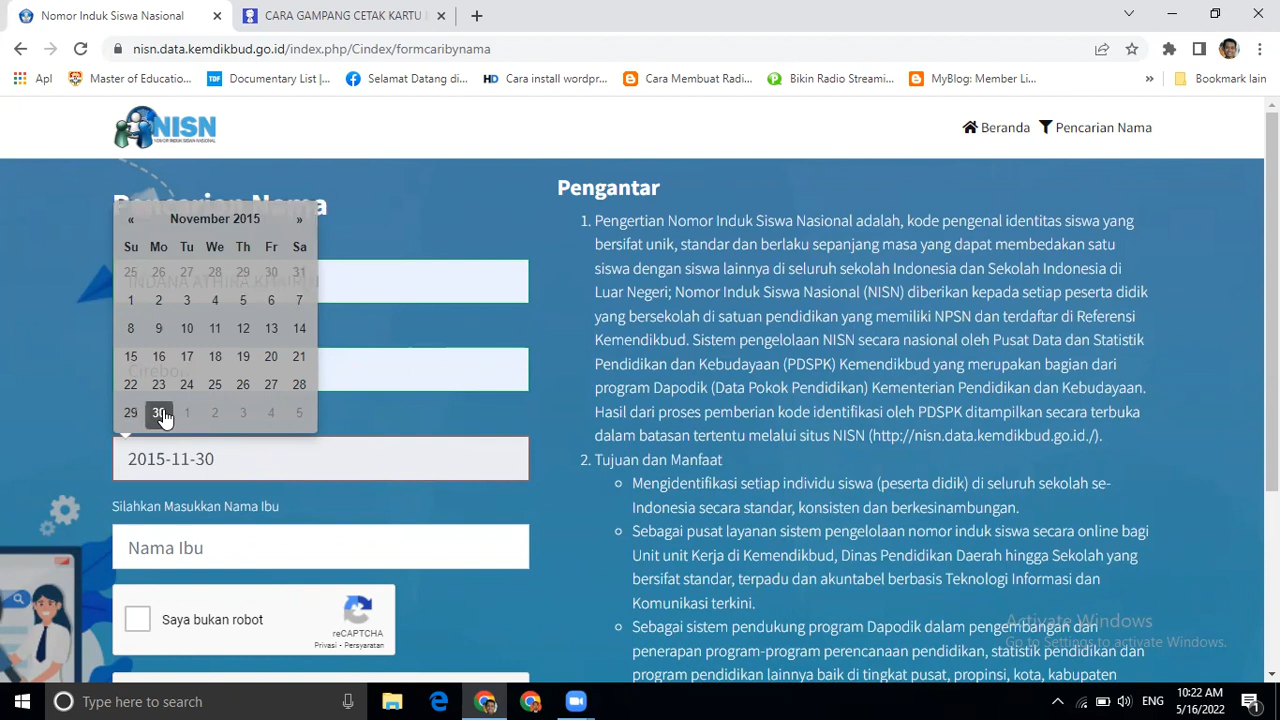 Nomor Induk Siswa Nasional
CARA GAMPANG CETAK KARTU
nisn.data.kemdikbud.go.id/index.php/Cindex/formcaribynama
Apl
Master of Educatio...
TDF
Documentary List |...
Selamat Datang di...
HD
Cara install wordpr...
Cara Membuat Radi...
Bikin Radio Streami...
MyBlog: Member Li...
»
Bookmark lain
NISN
NOMOR INDUK SISWA NASIONAL
Beranda
Pencarian Nama
Pencarian Nama
« November 2015 »
Su Mo Tu We Th Fr Sa
25 26 27 28 29 30 31
1 2 3 4 5 6 7
8 9 10 11 12 13 14
15 16 17 18 19 20 21
22 23 24 25 26 27 28
29 30 1 2 3 4 5
2015-11-30
Silahkan Masukkan Nama Ibu
Nama Ibu
Saya bukan robot
reCAPTCHA
Privasi • Persyaratan
Pengantar
1. Pengertian Nomor Induk Siswa Nasional adalah, kode pengenal identitas siswa yang
bersifat unik, standar dan berlaku sepanjang masa yang dapat membedakan satu
siswa dengan siswa lainnya di seluruh sekolah Indonesia dan Sekolah Indonesia di
Luar Negeri; Nomor Induk Siswa Nasional (NISN) diberikan kepada setiap peserta didik
yang bersekolah di satuan pendidikan yang memiliki NPSN dan terdaftar di Referensi
Kemendikbud. Sistem pengelolaan NISN secara nasional oleh Pusat Data dan Statistik
Pendidikan dan Kebudayaan (PDSPK) Kemendikbud yang merupakan bagian dari
program Dapodik (Data Pokok Pendidikan) Kementerian Pendidikan dan Kebudayaan.
Hasil dari proses pemberian kode identifikasi oleh PDSPK ditampilkan secara terbuka
dalam batasan tertentu melalui situs NISN (http://nisn.data.kemdikbud.go.id./).
2. Tujuan dan Manfaat
Mengidentifikasi setiap individu siswa (peserta didik) di seluruh sekolah se-
Indonesia secara standar, konsisten dan berkesinambungan.
Sebagai pusat layanan sistem pengelolaan nomor induk siswa secara online bagi
Unit unit Kerja di Kemendikbud, Dinas Pendidikan Daerah hingga Sekolah yang
bersifat standar, terpadu dan akuntabel berbasis Teknologi Informasi dan
Komunikasi terkini.
Sebagai sistem pendukung program Dapodik dalam pengembangan dan
penerapan program-program perencanaan pendidikan, statistik pendidikan dan
program pendidikan lainnya di tingkat pusat, propinsi, kota, kabupaten
Activate Windows
Go to Settings to activate Windows.
Type here to search
ENG
10:22 AM
5/16/2022
1